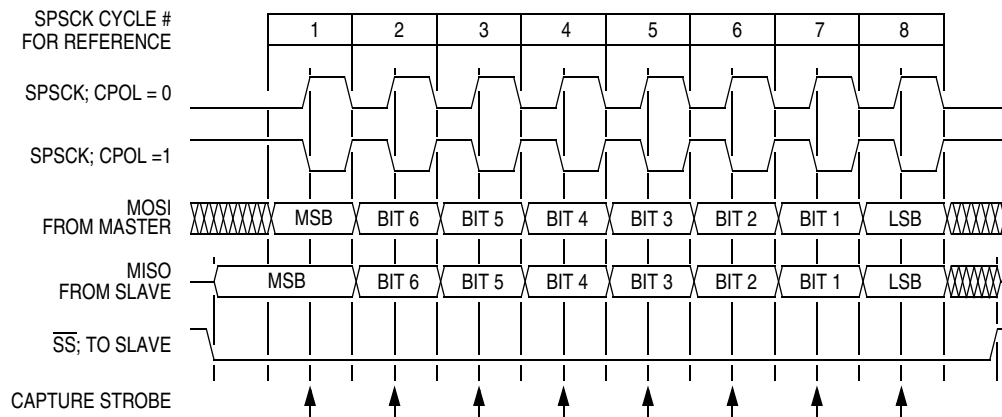 SPSCK CYCLE #
FOR REFERENCE
1 2 3 4 5 6 7 8
SPSCK; CPOL = 0
SPSCK; CPOL =1
MOSI
FROM MASTER
MSB BIT 6 BIT 5 BIT 4 BIT 3 BIT 2 BIT 1 LSB
MISO
FROM SLAVE
MSB BIT 6 BIT 5 BIT 4 BIT 3 BIT 2 BIT 1 LSB
SS; TO SLAVE
CAPTURE STROBE